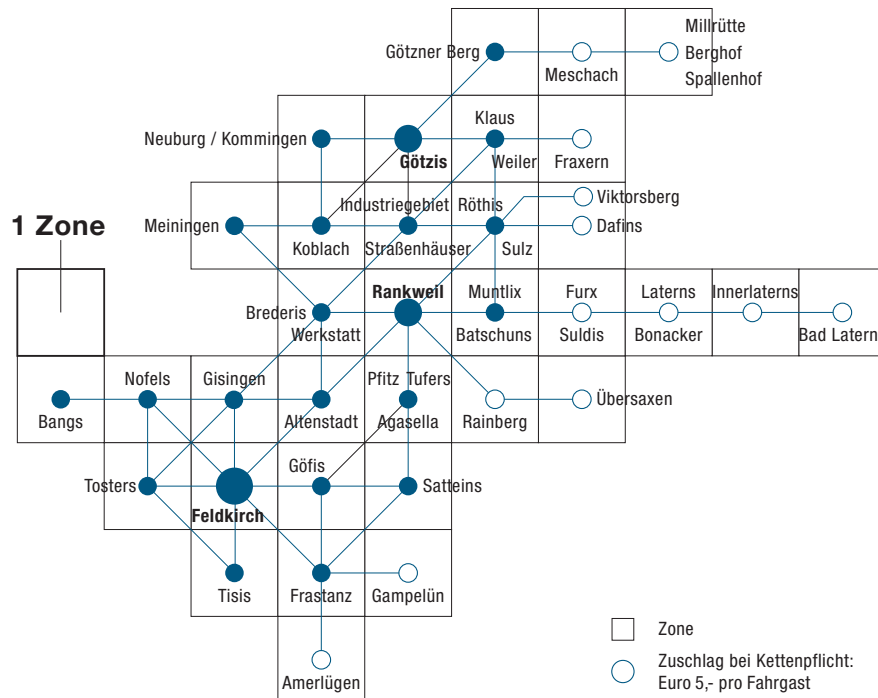 Millrütte
Götzner Berg
Berghof
Meschach
Spallenhof
Klaus
Neuburg / Kommingen
Götzis
Weiler
Fraxern
Industriegebiet
Röthis
Viktorsberg
1 Zone
Meiningen
Dafins
Koblach
Straßenhäuser
Sulz
Rankweil
Muntlix
Furx
Laterns
Innerlaterns
Brederis
Werkstatt
Batschuns
Suldis
Bonacker
Bad Latern
Nofels
Gisingen
Pfitz Tufers
Übersaxen
Bangs
Altenstadt
Agasella
Rainberg
Göfis
Tosters
Satteins
Feldkirch
Tisis
Frastanz
Gampelün
Zone
Zuschlag bei Kettenpflicht:
Euro 5,- pro Fahrgast
Amerlügen